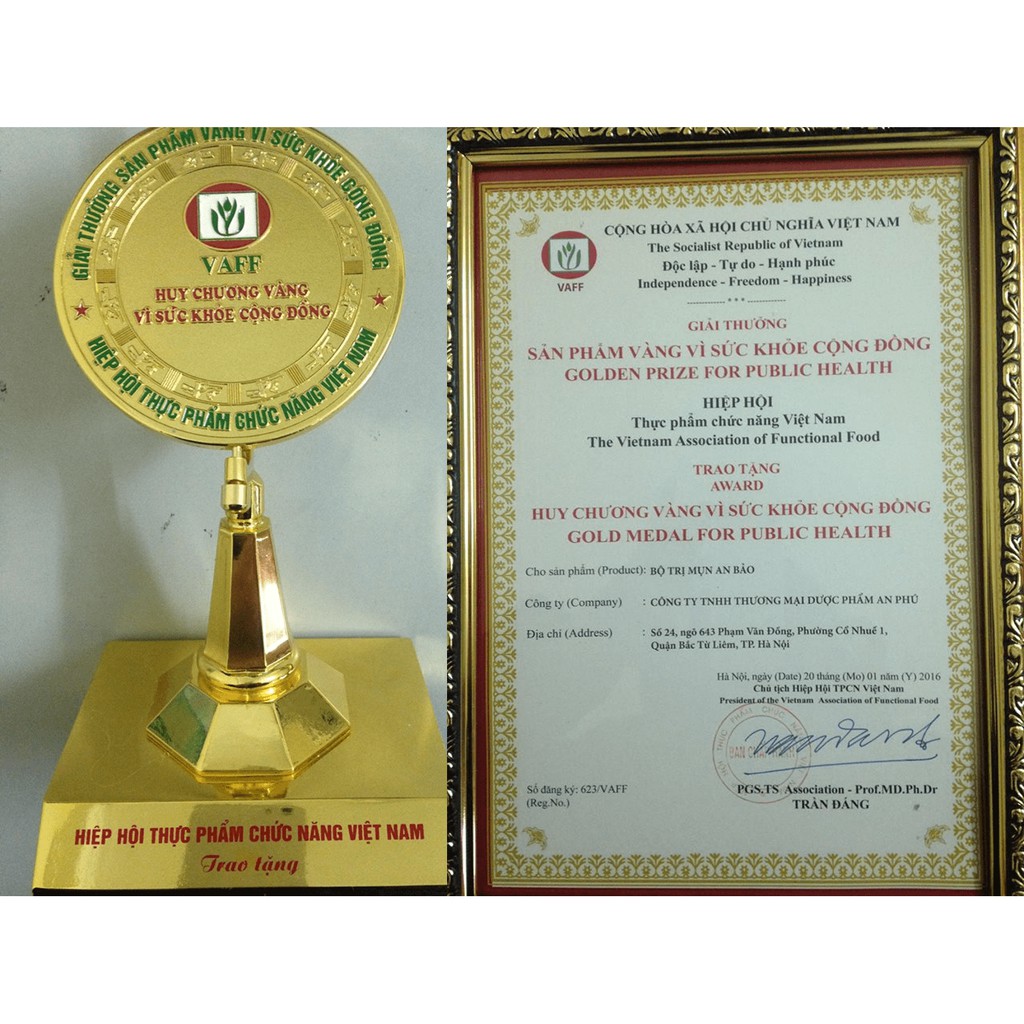 GIẢI THƯỞNG SẢN PHẨM VÀNG VÌ SỨC KHỎE CỘNG ĐỒNG
VAFF
HUY CHƯƠNG VÀNG
VÌ SỨC KHỎE CỘNG ĐỒNG
HIỆP HỘI THỰC PHẨM CHỨC NĂNG VIỆT NAM
HIỆP HỘI THỰC PHẨM CHỨC NĂNG VIỆT NAM
Trao tặng
VAFF
CỘNG HÒA XÃ HỘI CHỦ NGHĨA VIỆT NAM
The Socialist Republic of Vietnam
Độc lập - Tự do - Hạnh phúc
Independence - Freedom - Happiness
------------- *** -------------
GIẢI THƯỞNG
SẢN PHẨM VÀNG VÌ SỨC KHỎE CỘNG ĐỒNG
GOLDEN PRIZE FOR PUBLIC HEALTH
HIỆP HỘI
Thực phẩm chức năng Việt Nam
The Vietnam Association of Functional Food
TRAO TẶNG
AWARD
HUY CHƯƠNG VÀNG VÌ SỨC KHỎE CỘNG ĐỒNG
GOLD MEDAL FOR PUBLIC HEALTH
Cho sản phẩm (Product): BỘ TRỊ MỤN AN BẢO
Công ty (Company) : CÔNG TY TNHH THƯƠNG MẠI DƯỢC PHẨM AN PHÚ
Địa chỉ (Address) : Số 24, ngõ 643 Phạm Văn Đồng, Phường Cổ Nhuế 1,
Quận Bắc Từ Liêm, TP. Hà Nội
Hà Nội, ngày (Date) 20 tháng (Mo) 01 năm (Y) 2016
Chủ tịch Hiệp Hội TPCN Việt Nam
President of the Vietnam Association of Functional Food
Số đăng ký: 623/VAFF
(Reg.No.)
PGS.TS Association - Prof.MD.Ph.Dr
TRẦN ĐÁNG